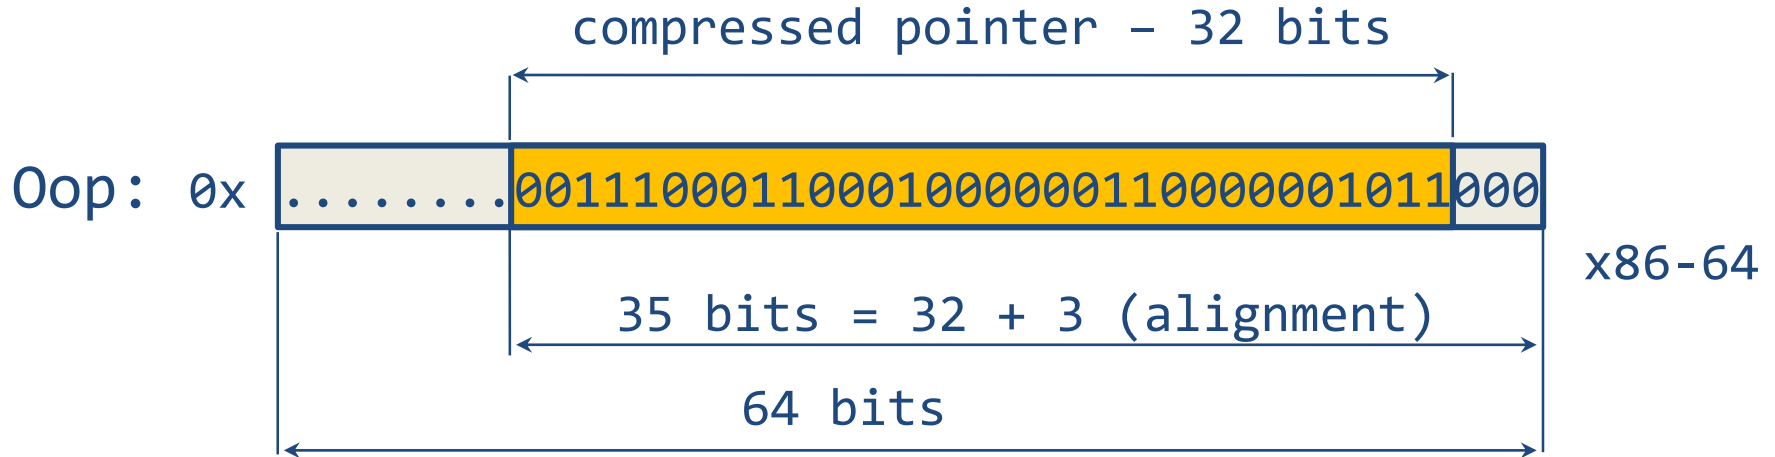 compressed pointer – 32 bits
Oop: 0x ........00111000110001000000110000001011000
x86-64
35 bits = 32 + 3 (alignment)
64 bits